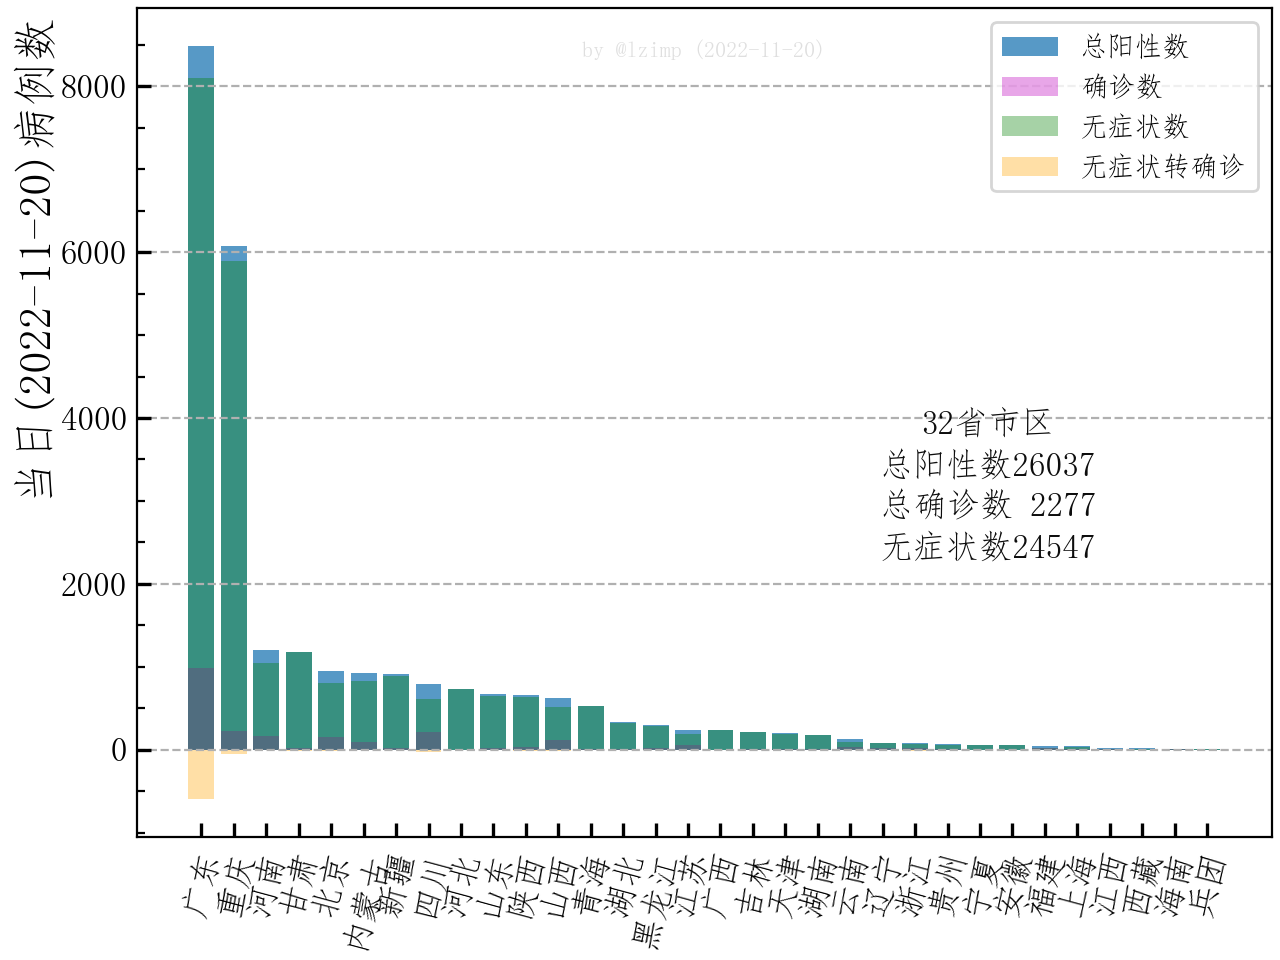 by @lzimp (2022-11-20)
总阳性数
确诊数
无症状数
无症状转确诊
当日(2022-11-20)病例数
8000
6000
4000
2000
0
32省市区
总阳性数26037
总确诊数 2277
无症状数24547
广东
重庆
河南
甘肃
北京
内蒙古
新疆
四川
河北
山东
陕西
山西
青海
湖北
黑龙江
江苏
广西
吉林
天津
湖南
云南
辽宁
浙江
贵州
宁夏
安徽
福建
上海
江西
西藏
海南
兵团